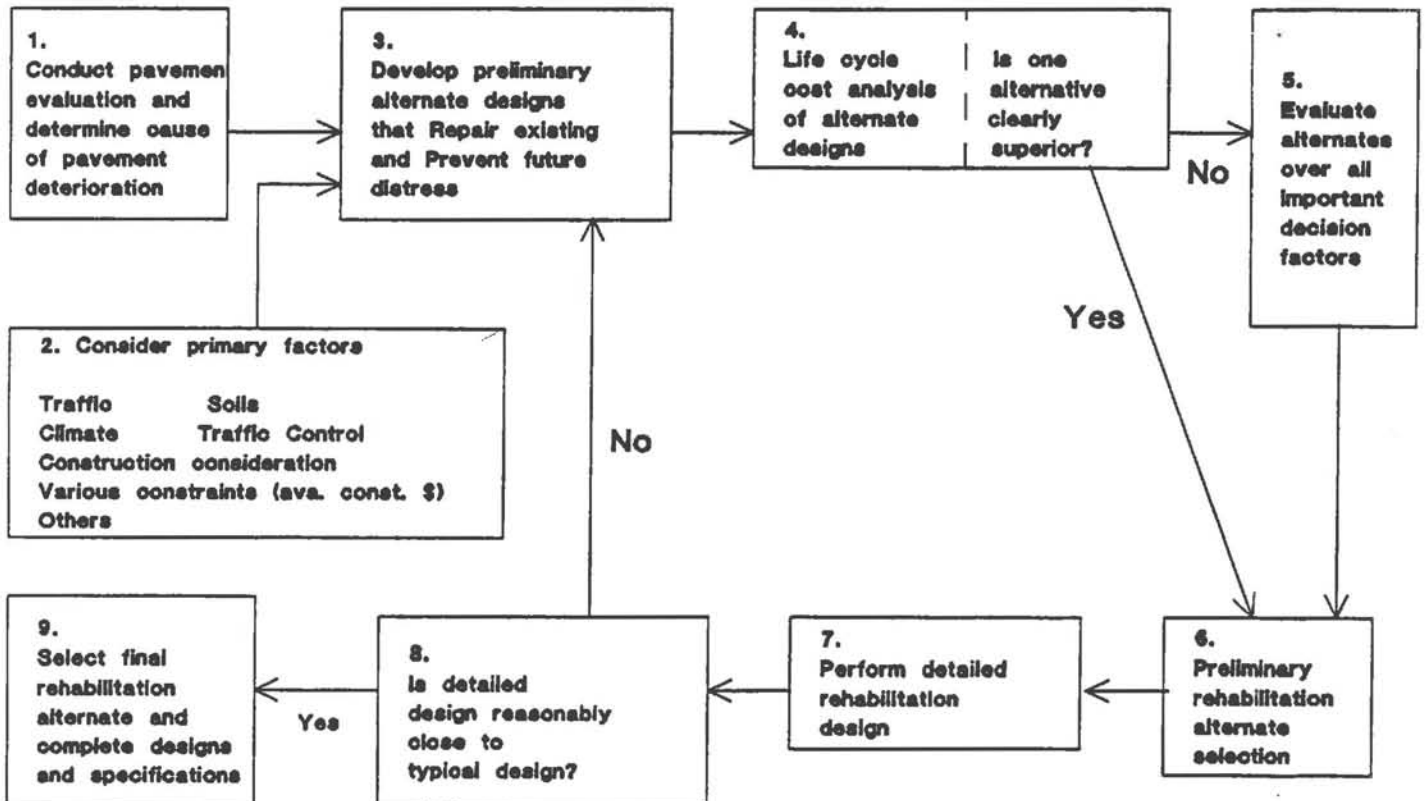 1.
Conduct pavemen
evaluation and
determine cause
of pavement
deterioration
3.
Develop preliminary
alternate designs
that Repair existing
and Prevent future
distress
4.
Life cycle
cost analysis
of alternate
designs
Is one
alternative
clearly
superior?
No
5.
Evaluate
alternates
over all
important
decision
factors
Yes
2. Consider primary factors
Traffic Soils
Climate Traffic Control
Construction consideration
Various constraints (ava. const. $)
Others
No
9.
Select final
rehabilitation
alternate and
complete designs
and specifications
Yes
8.
Is detailed
design reasonably
close to
typical design?
7.
Perform detailed
rehabilitation
design
6.
Preliminary
rehabilitation
alternate
selection